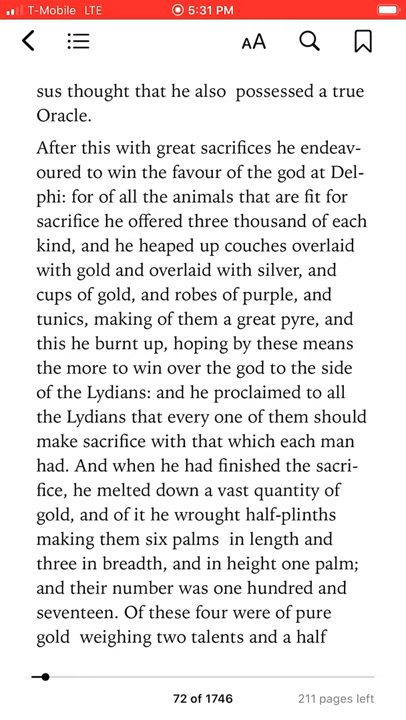 T-Mobile LTE 5:31 PM
AA
sus thought that he also possessed a true
Oracle.
After this with great sacrifices he endeav-
oured to win the favour of the god at Del-
phi: for of all the animals that are fit for
sacrifice he offered three thousand of each
kind, and he heaped up couches overlaid
with gold and overlaid with silver, and
cups of gold, and robes of purple, and
tunics, making of them a great pyre, and
this he burnt up, hoping by these means
the more to win over the god to the side
of the Lydians: and he proclaimed to all
the Lydians that every one of them should
make sacrifice with that which each man
had. And when he had finished the sacri-
fice, he melted down a vast quantity of
gold, and of it he wrought half-plinths
making them six palms in length and
three in breadth, and in height one palm;
and their number was one hundred and
seventeen. Of these four were of pure
gold weighing two talents and a half
72 of 1746 211 pages left